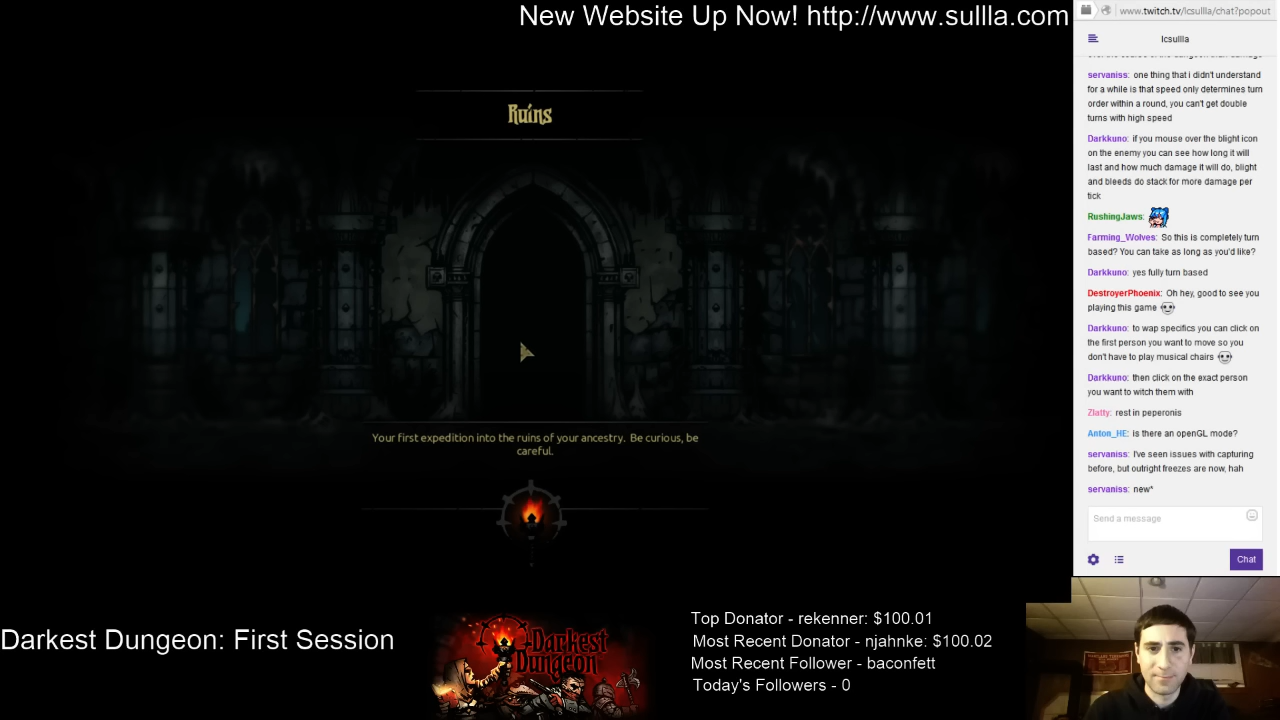 New Website Up Now! http://www.sullla.com
www.twitch.tv/lcsullla/chat?popout
lcsullla
over the course of the dungeon than damage
servaniss: one thing that i didn't understand
for a while is that speed only determines turn
order within a round, you can't get double
turns with high speed
Darkkuno: if you mouse over the blight icon
on the enemy you can see how long it will
last and how much damage it will do, blight
and bleeds do stack for more damage per
tick
RushingJaws:
Farming_Wolves: So this is completely turn
based? You can take as long as you'd like?
Darkkuno: yes fully turn based
DestroyerPhoenix: Oh hey, good to see you
playing this game
Darkkuno: to wap specifics you can click on
the first person you want to move so you
don't have to play musical chairs
Darkkuno: then click on the exact person
you want to witch them with
Zlatty: rest in peperonis
Anton_HE: is there an openGL mode?
servaniss: I've seen issues with capturing
before, but outright freezes are now, hah
servaniss: new*
Send a message
Chat
Ruins
Your first expedition into the ruins of your ancestry. Be curious, be
careful.
Darkest Dungeon: First Session
Darkest
Dungeon
Top Donator - rekenner: $100.01
Most Recent Donator - njahnke: $100.02
Most Recent Follower - baconfett
Today's Followers - 0